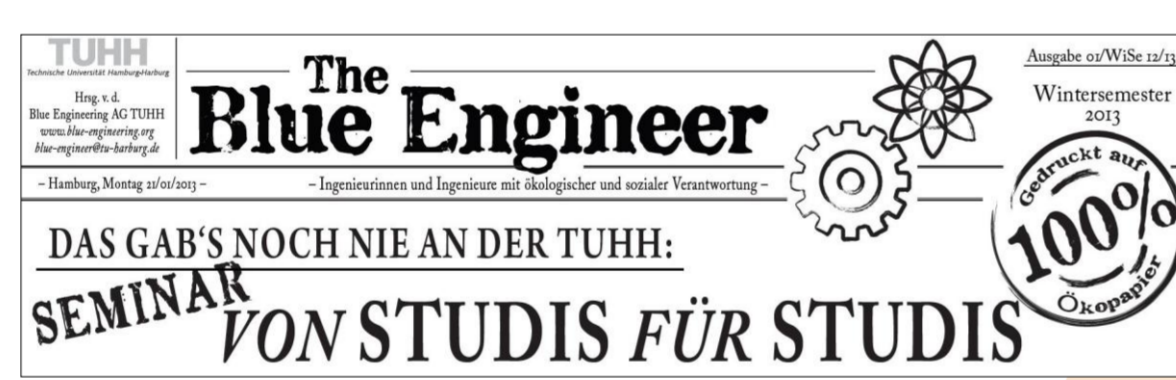 TUHH
Technische Universität Hamburg-Harburg
Hrsg. v. d.
Blue Engineering AG TUHH
www.blue-engineering.org
blue-engineer@tu-harburg.de
The
Blue Engineer
Ausgabe 01/WiSe 12/13
Wintersemester
2013
– Hamburg, Montag 21/01/2013 –
– Ingenieurinnen und Ingenieure mit ökologischer und sozialer Verantwortung –
Gedruckt auf
100%
Ökopapier
DAS GAB'S NOCH NIE AN DER TUHH:
SEMINAR
VON STUDIS FÜR STUDIS